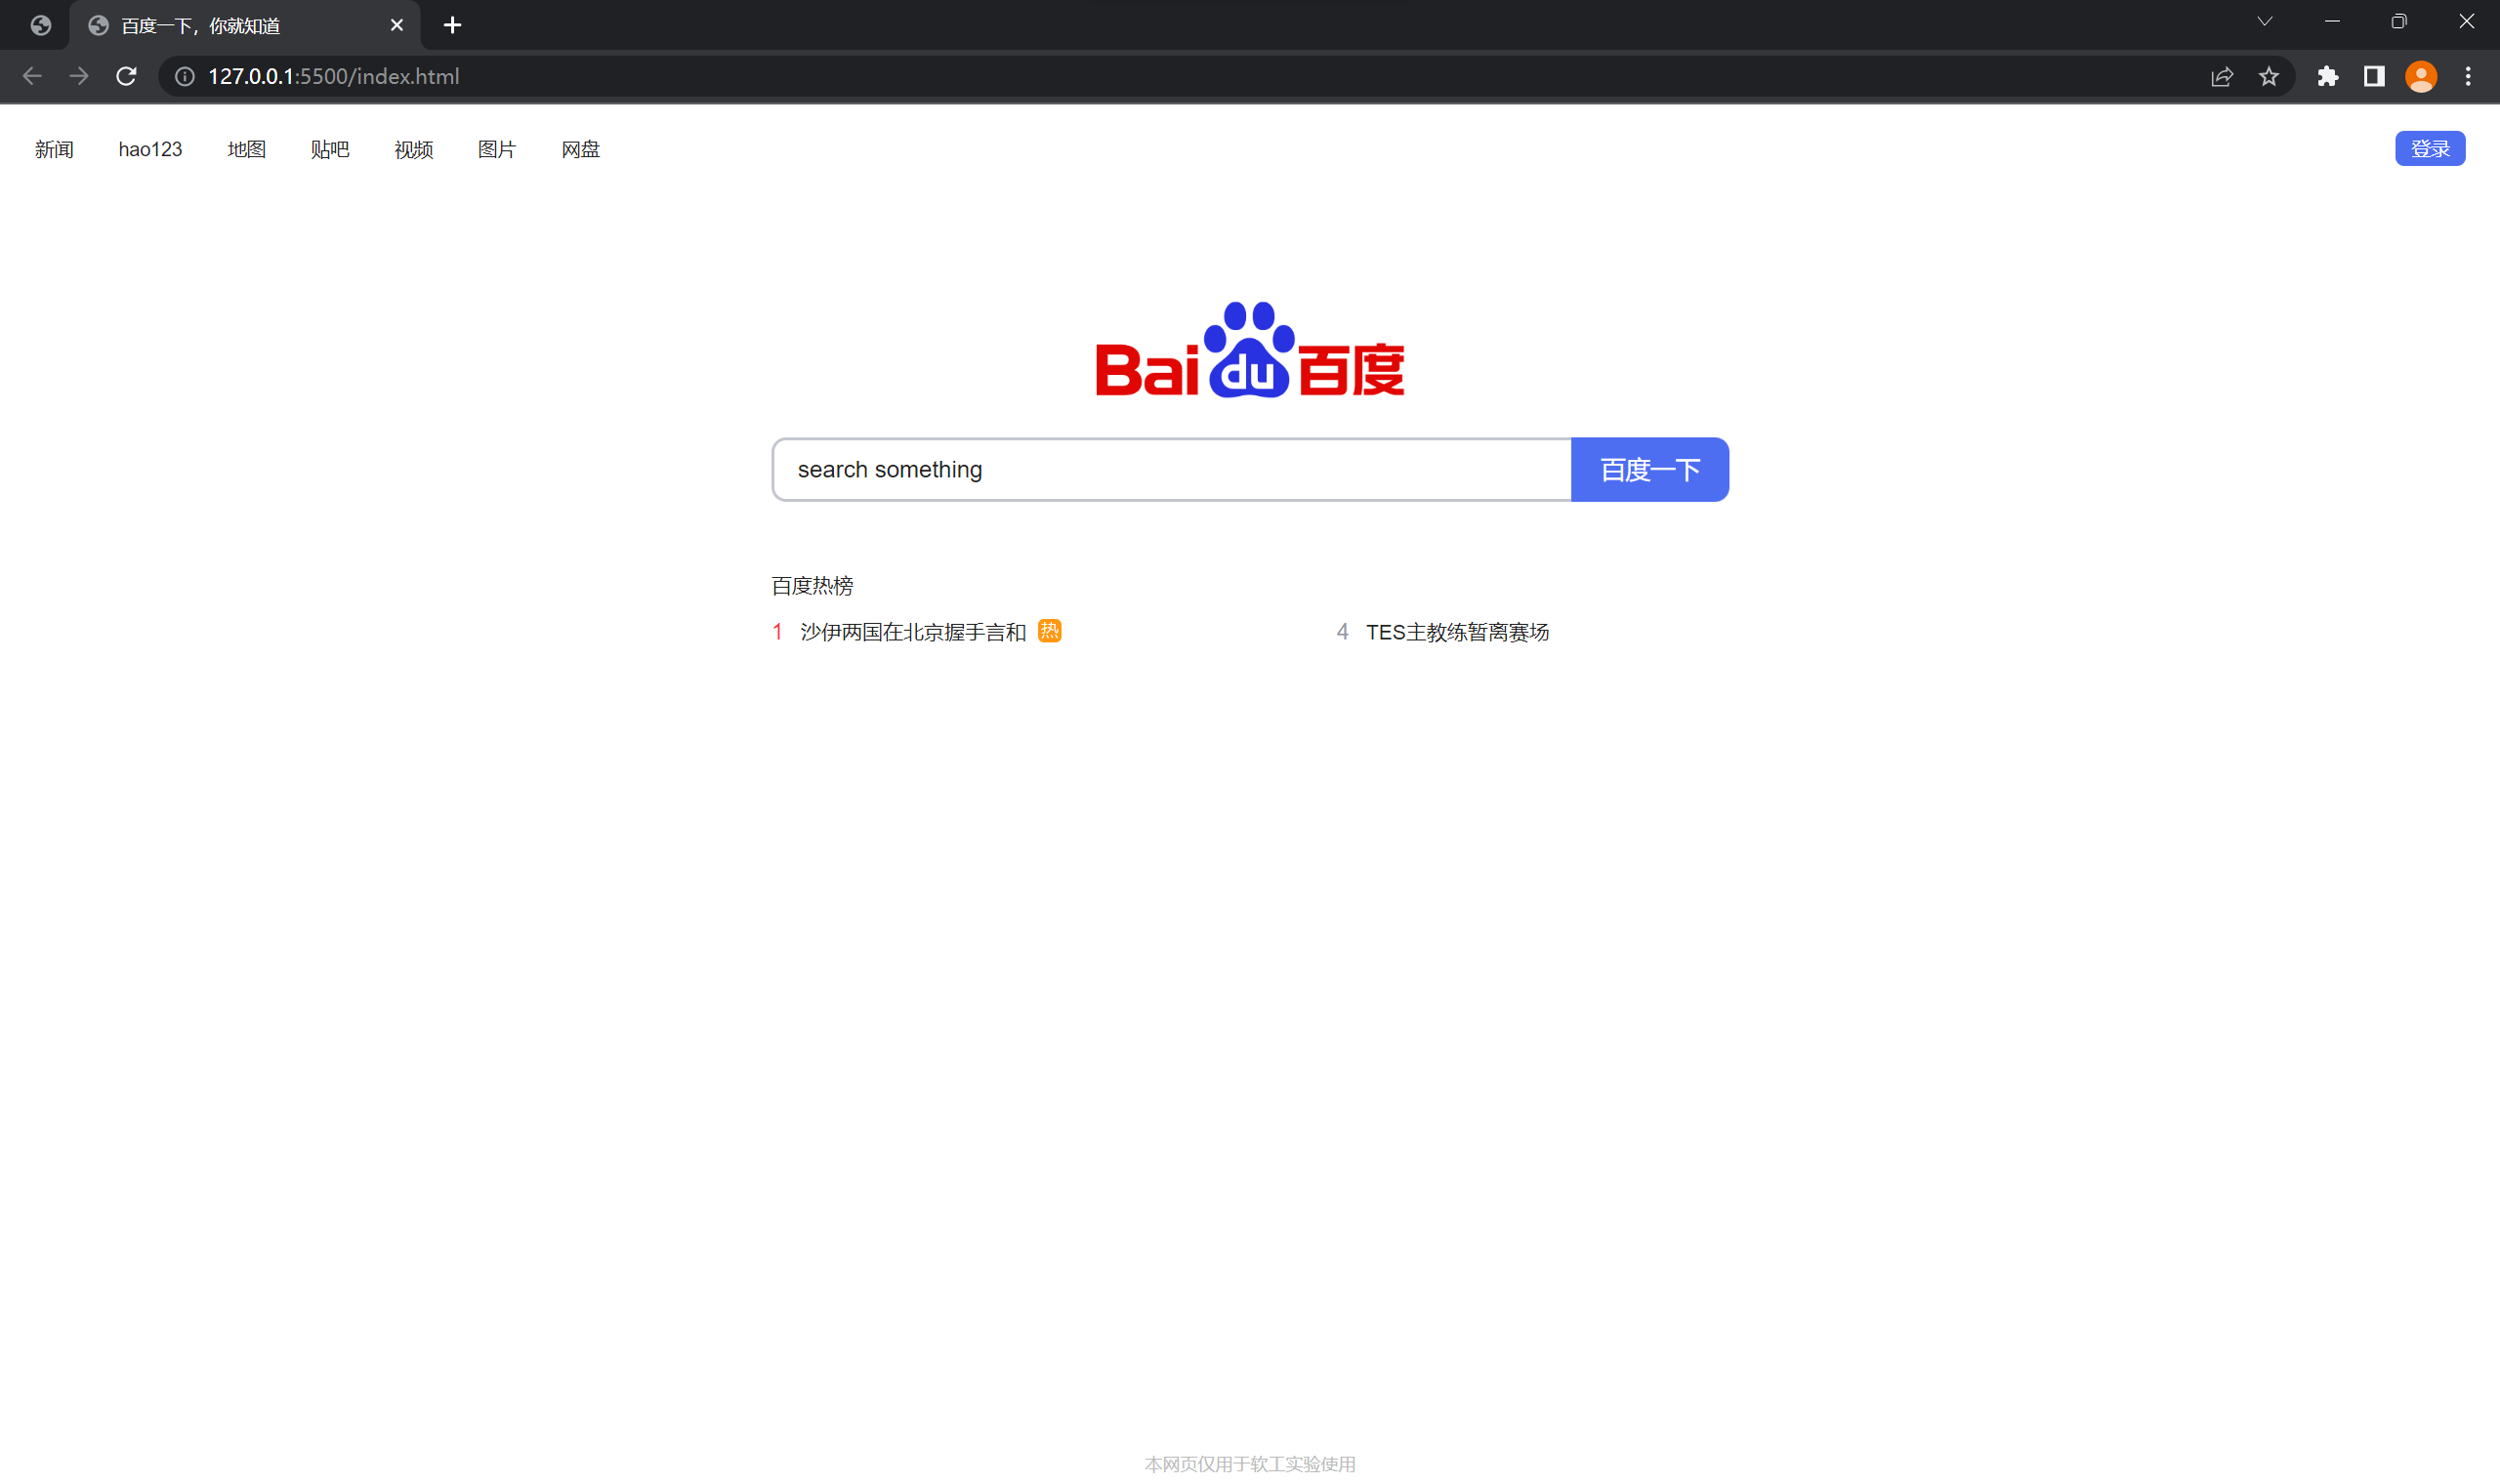 百度一下，你就知道
127.0.0.1:5500/index.html
新闻 hao123 地图 贴吧 视频 图片 网盘 登录
Bai du 百度
search something 百度一下
百度热榜
1 沙伊两国在北京握手言和 热 4 TES主教练暂离赛场
本网页仅用于软工实验使用